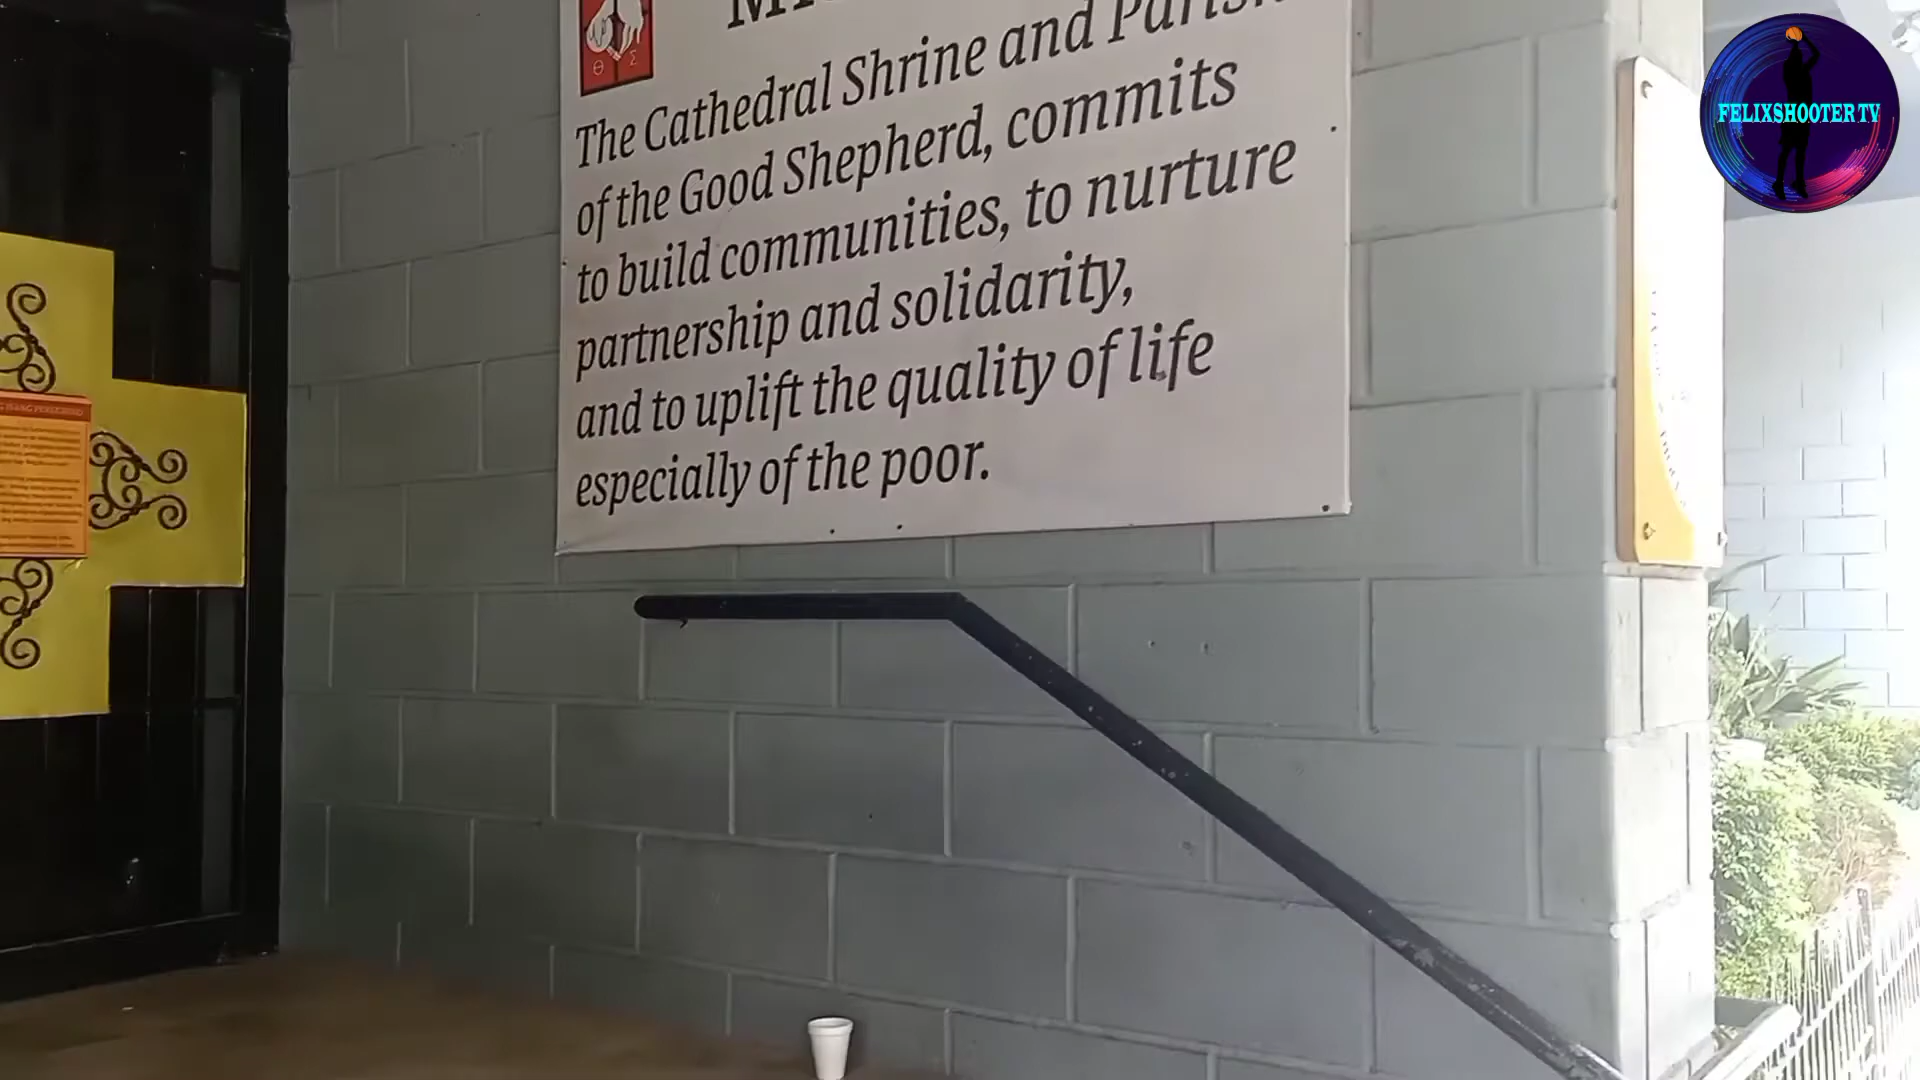 The Cathedral Shrine and Parish
of the Good Shepherd, commits
to build communities, to nurture
partnership and solidarity,
and to uplift the quality of life
especially of the poor.
Θ Σ
FELIXSHOOTER TV